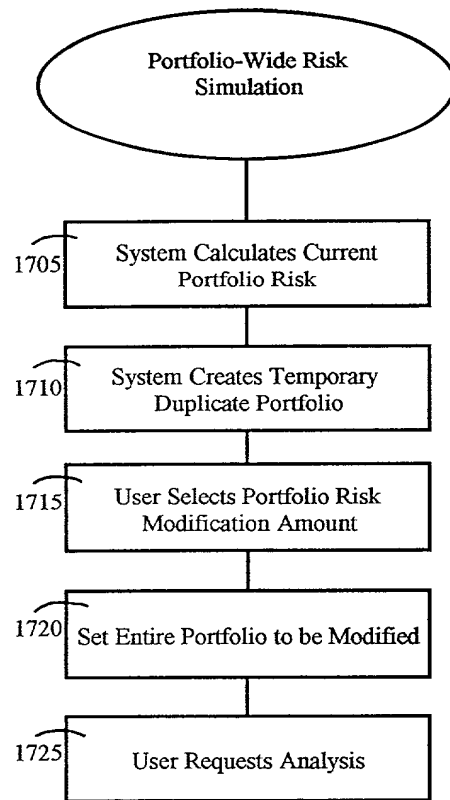 Portfolio-Wide Risk
Simulation
1705
System Calculates Current
Portfolio Risk
1710
System Creates Temporary
Duplicate Portfolio
1715
User Selects Portfolio Risk
Modification Amount
1720
Set Entire Portfolio to be Modified
1725
User Requests Analysis